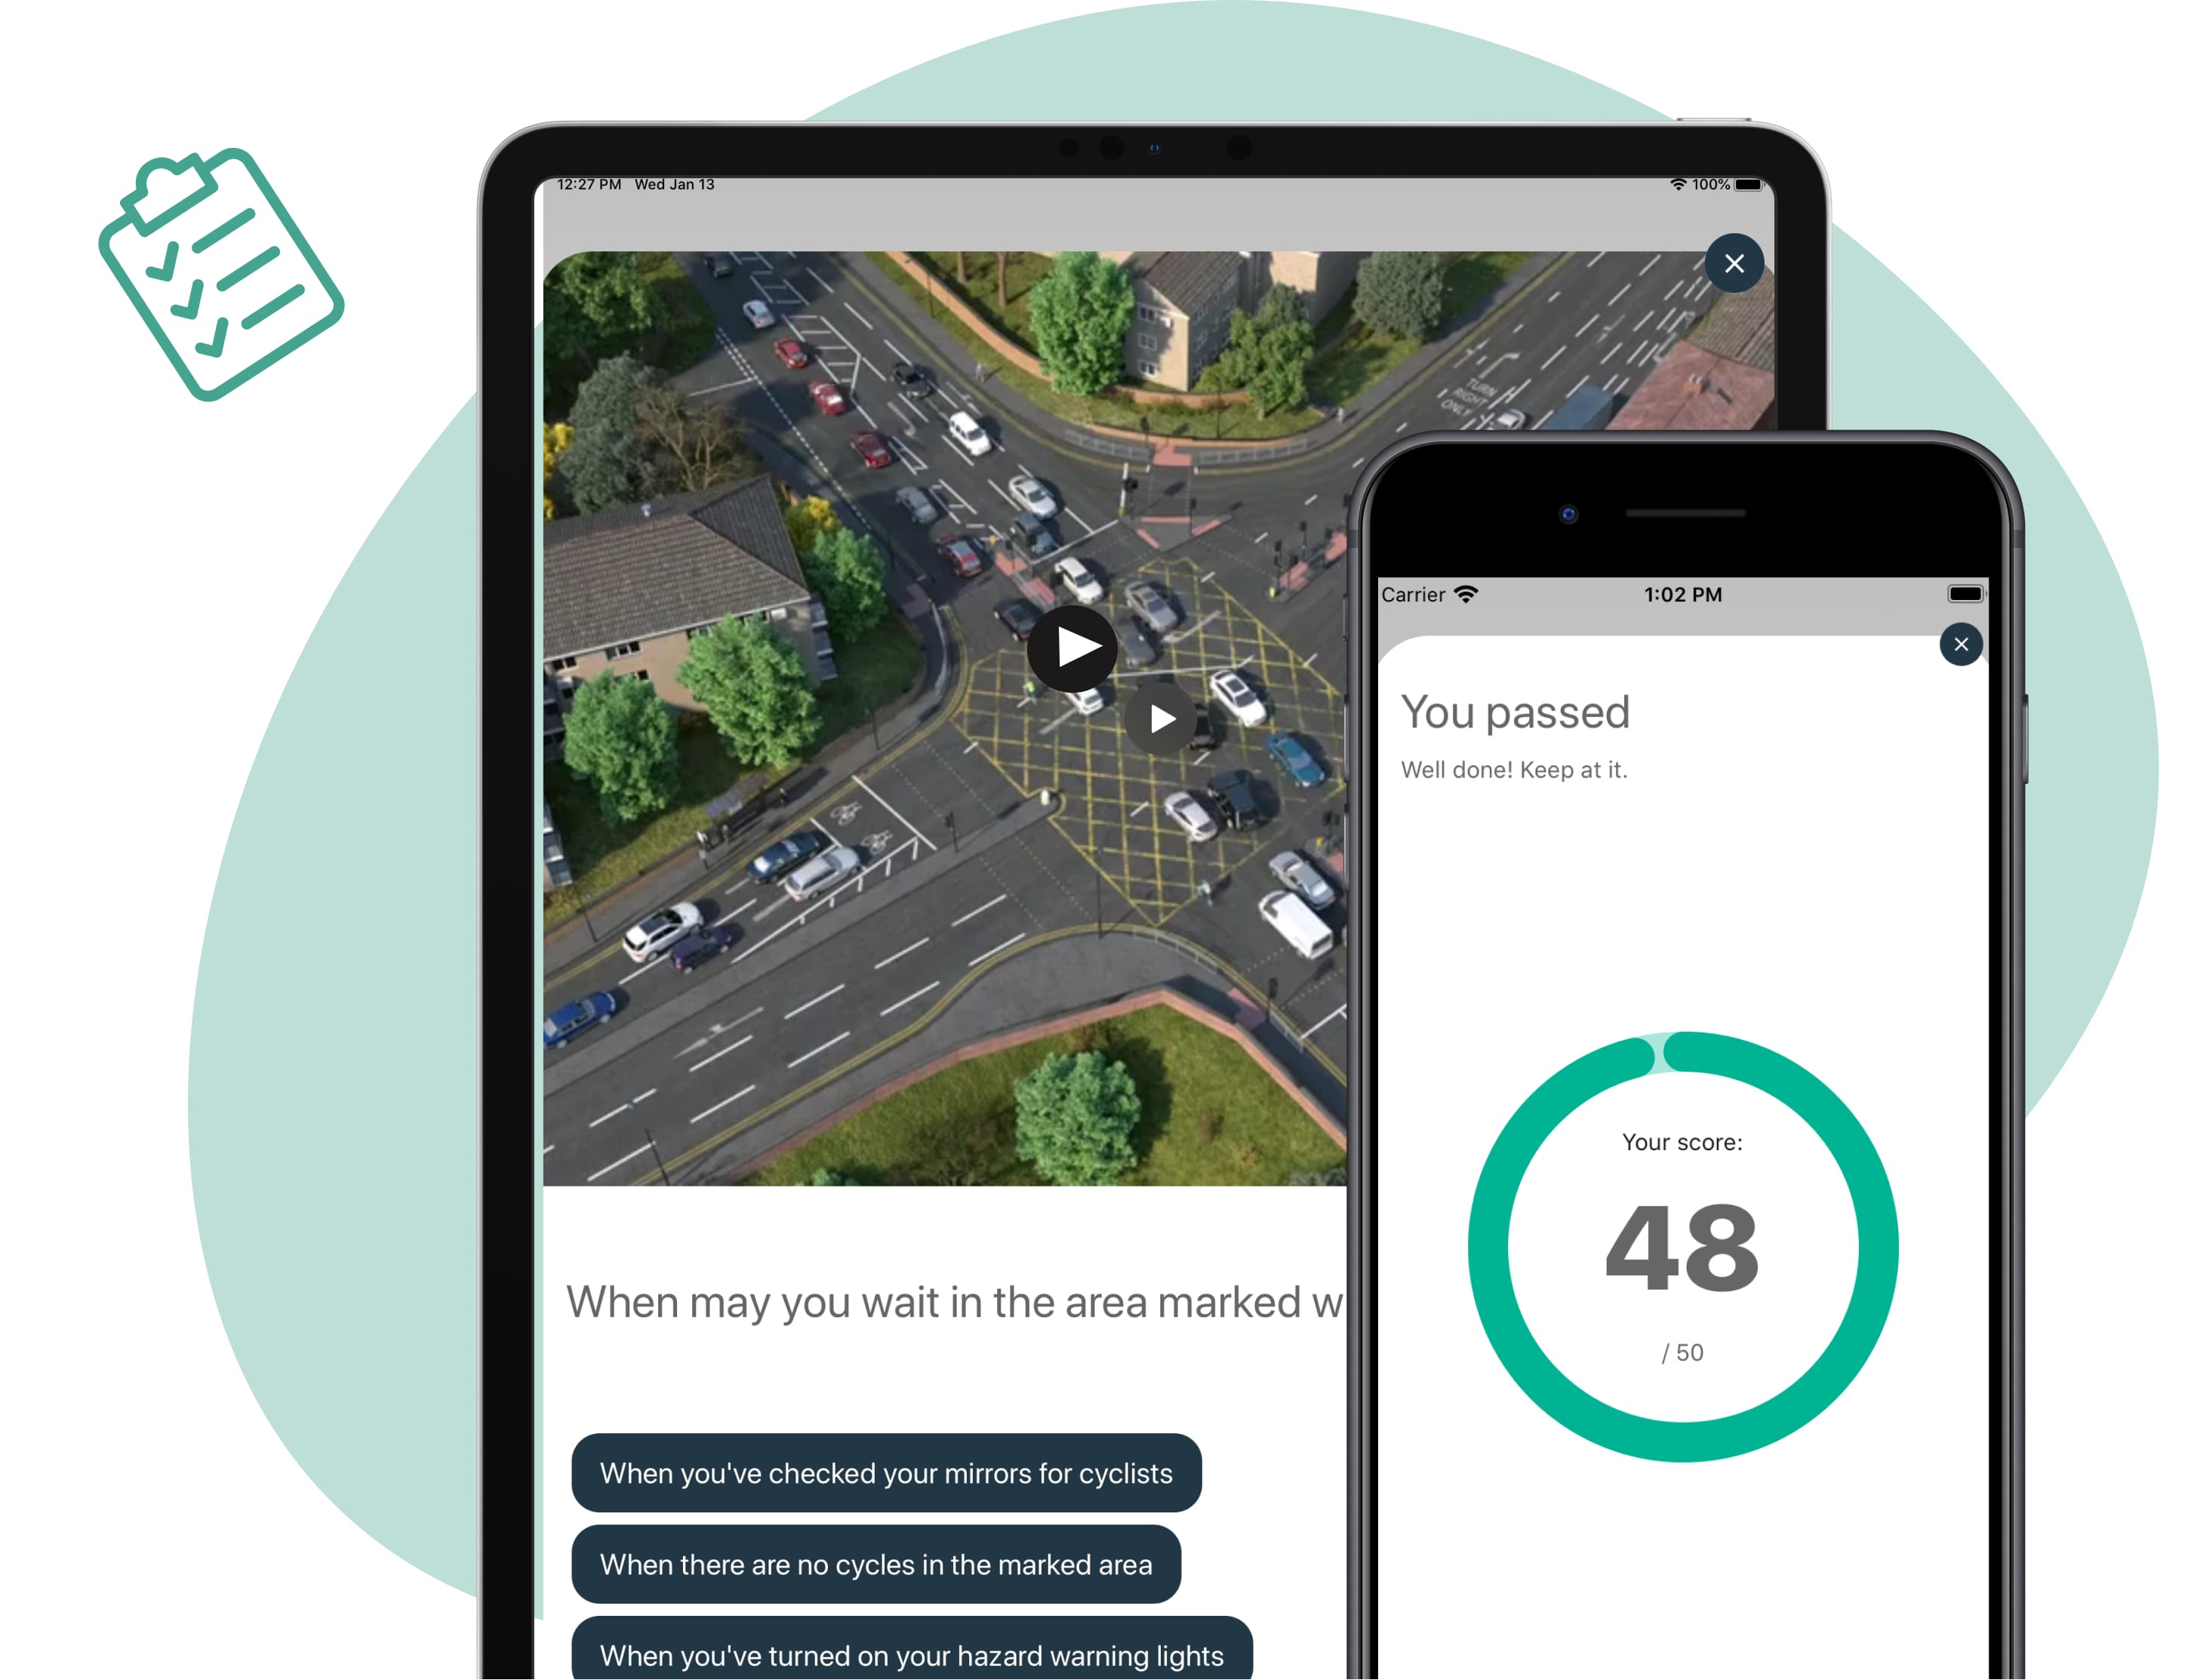 12:27 PM Wed Jan 13
100%
TURN
RIGHT
ONLY
When may you wait in the area marked w
When you've checked your mirrors for cyclists
When there are no cycles in the marked area
When you've turned on your hazard warning lights
Carrier
1:02 PM
You passed
Well done! Keep at it.
Your score:
48
/ 50